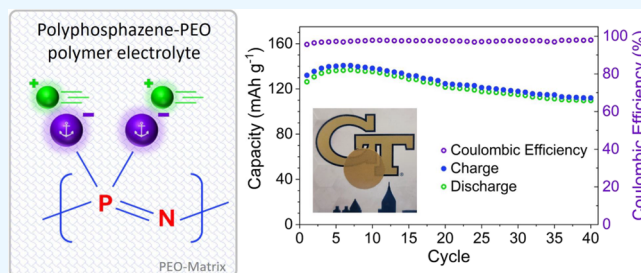 Polyphosphazene-PEO
polymer electrolyte
+
+
−
−
P
N
PEO-Matrix
Capacity (mAh g⁻¹)
160
120
80
40
0
GT
Coulombic Efficiency
Charge
Discharge
0 5 10 15 20 25 30 35 40
Cycle
100
80
60
40
20
0
Coulombic Efficiency (%)